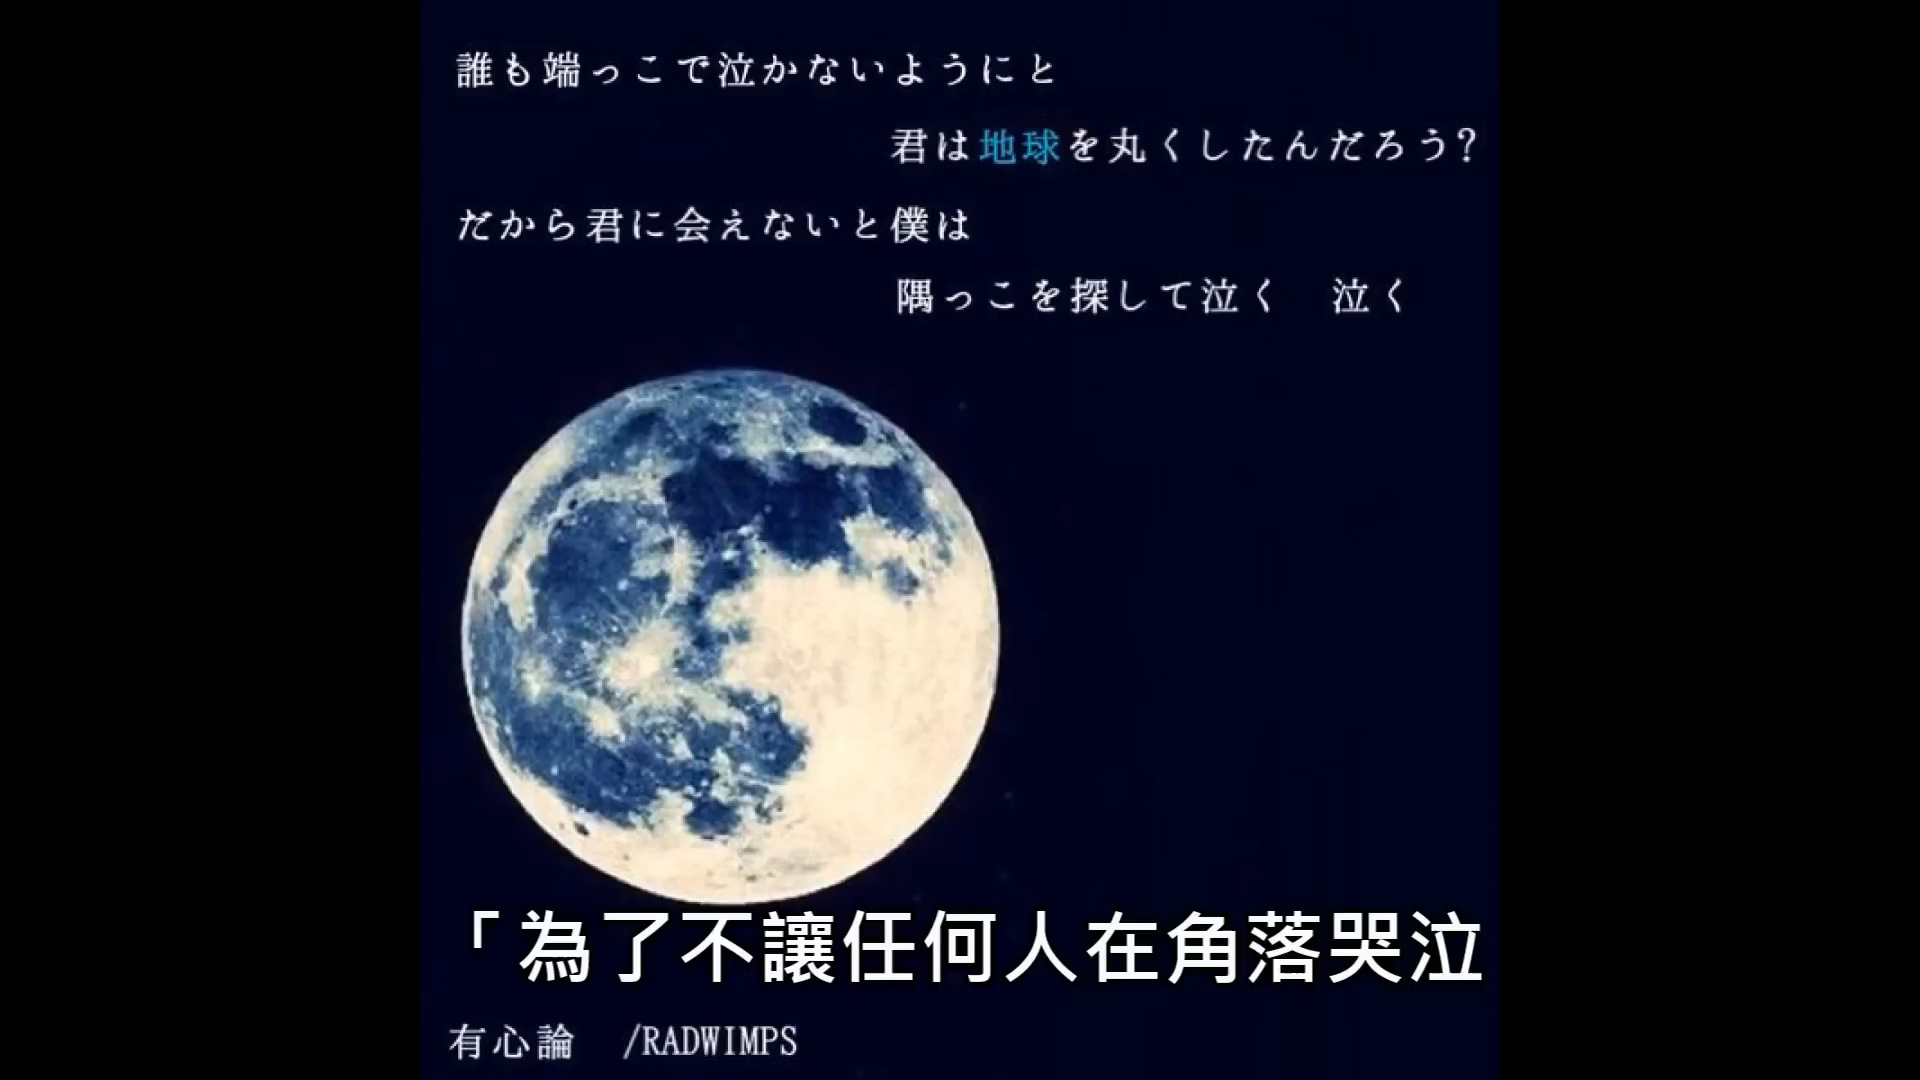 誰も端っこで泣かないようにと
君は地球を丸くしたんだろう?
だから君に会えないと僕は
隅っこを探して泣く　泣く
「為了不讓任何人在角落哭泣
有心論　/RADWIMPS